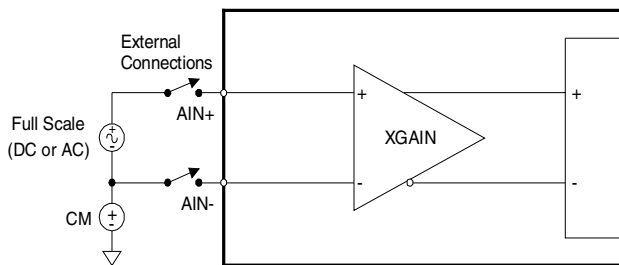 External
Connections
AIN+
Full Scale
(DC or AC)
+
-
AIN-
CM
+
-
+
XGAIN
-
+
-